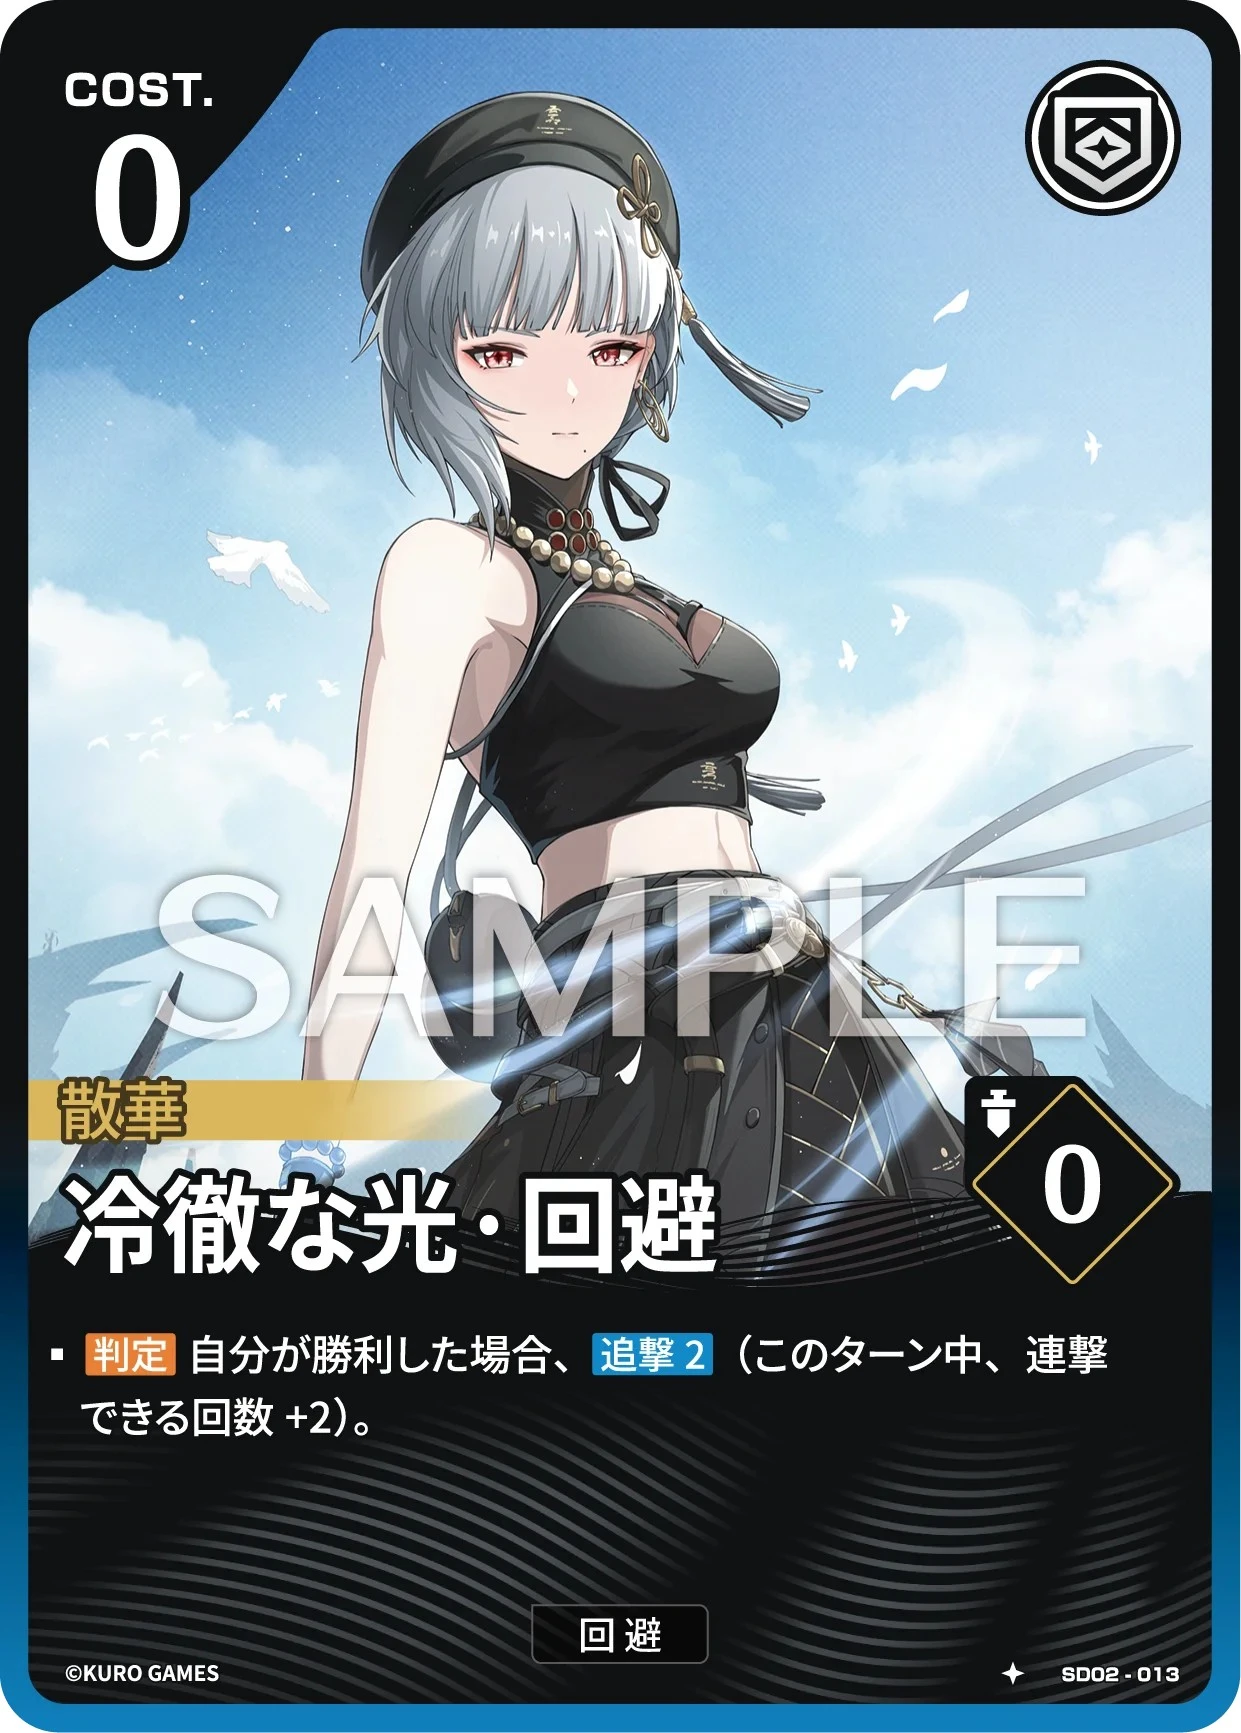 COST.
0
SAMPLE
散華
冷徹な光・回避
0
判定 自分が勝利した場合、追撃 2（このターン中、連撃
できる回数 +2）。
回避
©KURO GAMES
SD02 - 013